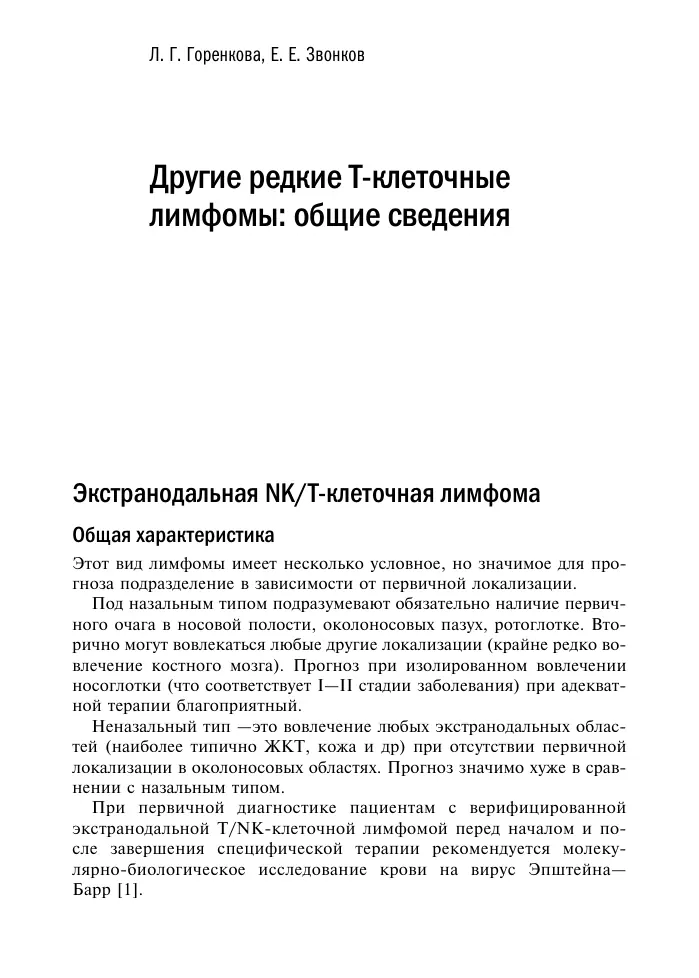 Л. Г. Горенкова, Е. Е. Звонков
Другие редкие Т-клеточные
лимфомы: общие сведения
Экстранодальная NK/T-клеточная лимфома
Общая характеристика
Этот вид лимфомы имеет несколько условное, но значимое для про-
гноза подразделение в зависимости от первичной локализации.
Под назальным типом подразумевают обязательно наличие первич-
ного очага в носовой полости, околоносовых пазух, ротоглотке. Вто-
рично могут вовлекаться любые другие локализации (крайне редко во-
влечение костного мозга). Прогноз при изолированном вовлечении
носоглотки (что соответствует I—II стадии заболевания) при адекват-
ной терапии благоприятный.
Неназальный тип —это вовлечение любых экстранодальных облас-
тей (наиболее типично ЖКТ, кожа и др) при отсутствии первичной
локализации в околоносовых областях. Прогноз значимо хуже в срав-
нении с назальным типом.
При первичной диагностике пациентам с верифицированной
экстранодальной T/NK-клеточной лимфомой перед началом и по-
сле завершения специфической терапии рекомендуется молеку-
лярно-биологическое исследование крови на вирус Эпштейна—
Барр [1].